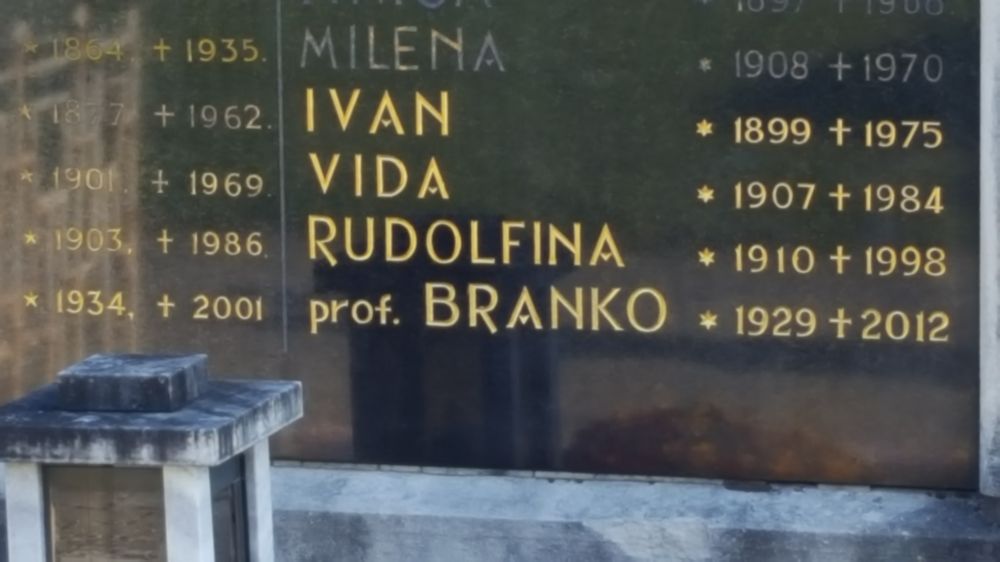 * 1864, + 1935.
* 1877 + 1962.
* 1901. + 1969.
* 1903, + 1986.
* 1934, + 2001
MILENA * 1908 + 1970
IVAN * 1899 + 1975
VIDA * 1907 + 1984
RUDOLFINA * 1910 + 1998
prof. BRANKO * 1929 + 2012